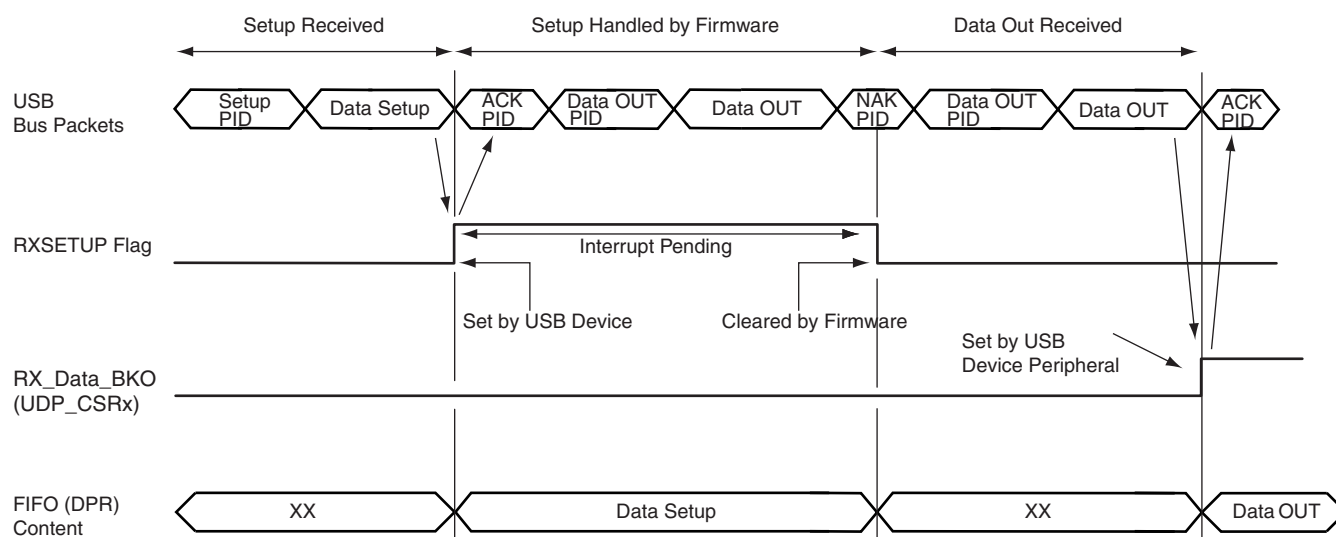 Setup Received
Setup Handled by Firmware
Data Out Received
USB
Bus Packets
Setup
PID
Data Setup
ACK
PID
Data OUT
PID
Data OUT
NAK
PID
Data OUT
PID
Data OUT
ACK
PID
RXSETUP Flag
Interrupt Pending
Set by USB Device
Cleared by Firmware
Set by USB
Device Peripheral
RX_Data_BKO
(UDP_CSRx)
FIFO (DPR)
Content
XX
Data Setup
XX
Data OUT